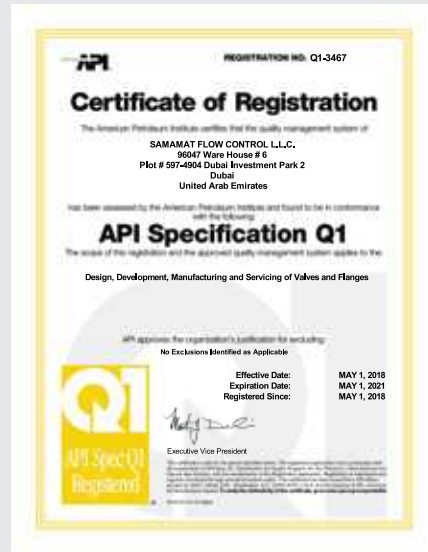 API
REGISTRATION NO. Q1-3467
Certificate of Registration
The American Petroleum Institute certifies that the quality management system of
SAMAMAT FLOW CONTROL L.L.C.
96047 Ware House # 6
Plot # 597-4904 Dubai Investment Park 2
Dubai
United Arab Emirates
has been assessed by the American Petroleum Institute and found to be in conformance
with the following:
API Specification Q1
The scope of this registration and the approved quality management system applies to the
Design, Development, Manufacturing and Servicing of Valves and Flanges
API approves the organization's justification for excluding:
No Exclusions Identified as Applicable
Effective Date: MAY 1, 2018
Expiration Date: MAY 1, 2021
Registered Since: MAY 1, 2018
Executive Vice President
Q1
API Spec Q1
Registered